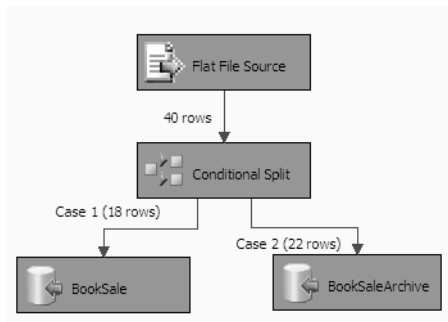 Flat File Source
40 rows
Conditional Split
Case 1 (18 rows)
Case 2 (22 rows)
BookSale
BookSaleArchive